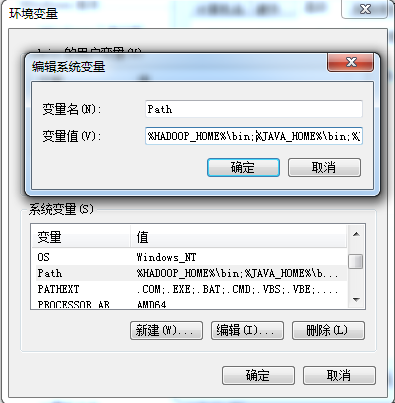 环境变量
的用户变量(U)
编辑系统变量
变量名(N):
Path
变量值(V):
%HADOOP_HOME%\bin;%JAVA_HOME%\bin;%
确定
取消
系统变量(S)
变量
值
OS
Windows_NT
Path
%HADOOP_HOME%\bin;%JAVA_HOME%\b...
PATHEXT
.COM;.EXE;.BAT;.CMD;.VBS;.VBE;....
PROCESSOR_AR
AMD64
新建(W)...
编辑(I)...
删除(L)
确定
取消